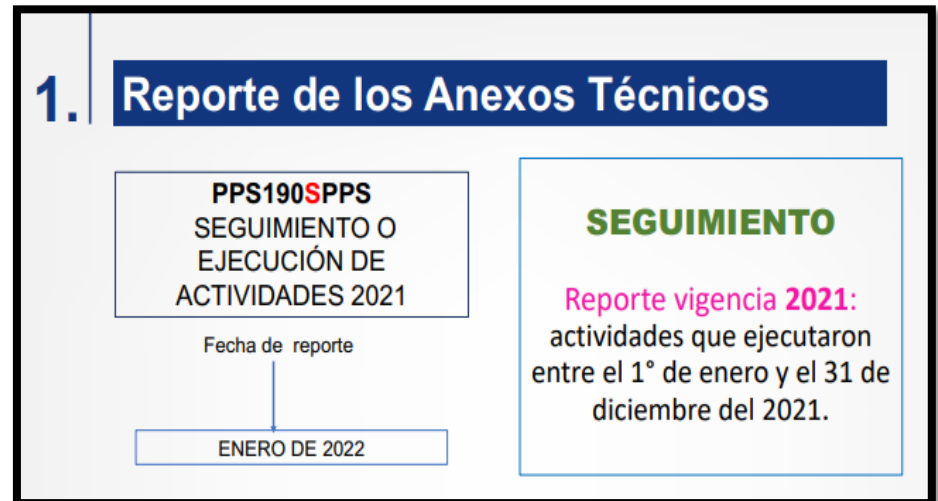 1.
Reporte de los Anexos Técnicos
PPS190SPPS
SEGUIMIENTO O
EJECUCIÓN DE
ACTIVIDADES 2021
Fecha de reporte
ENERO DE 2022
SEGUIMIENTO
Reporte vigencia 2021:
actividades que ejecutaron
entre el 1° de enero y el 31 de
diciembre del 2021.